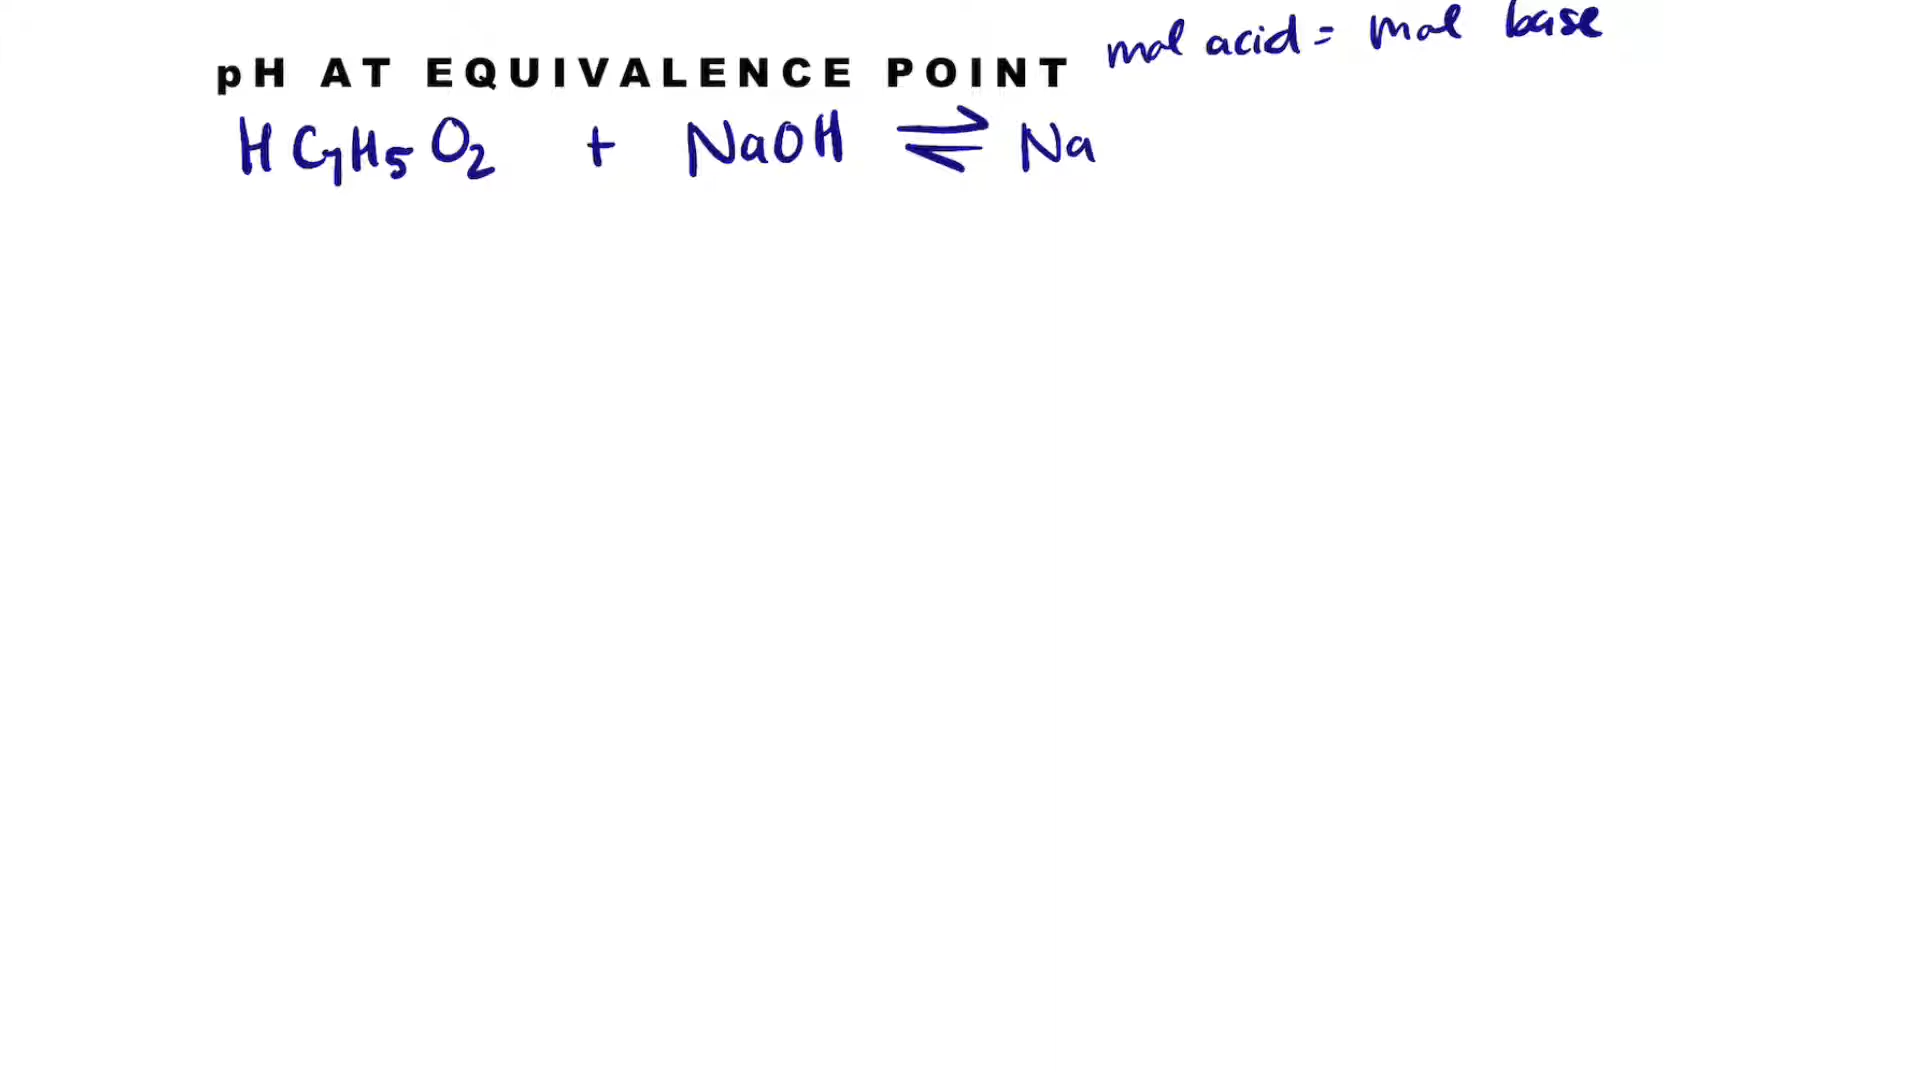 mol acid = mol base
pH AT EQUIVALENCE POINT
HC₇H₅O₂ + NaOH ⇌ Na